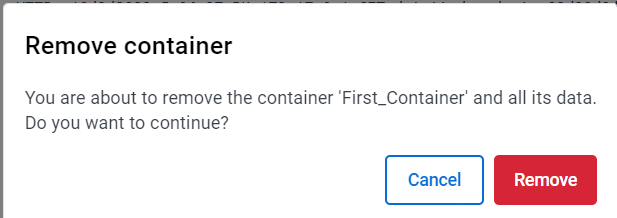 Remove container
You are about to remove the container 'First_Container' and all its data.
Do you want to continue?
Cancel
Remove